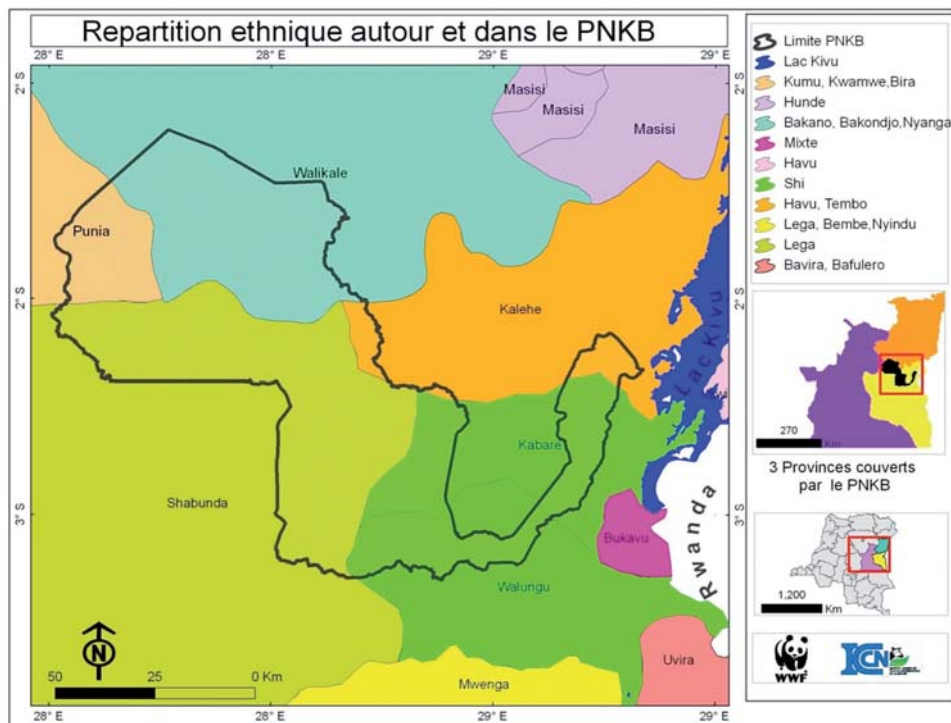 Repartition ethnique autour et dans le PNKB
28° E
28° E
29° E
29° E
2° S
2° S
3° S
2° S
2° S
3° S
Masisi
Masisi
Masisi
Walikale
Punia
Kalehe
Lac Kivu
Kabare
Shabunda
Bukavu
Rwanda
Walungu
Uvira
Mwenga
N
50 25 0 Km
28° E
28° E
29° E
29° E
Limite PNKB
Lac Kivu
Kumu, Kwamwe,Bira
Hunde
Bakano, Bakondjo,Nyanga
Mixte
Havu
Shi
Havu, Tembo
Lega, Bembe,Nyindu
Lega
Bavira, Bafulero
270
Km
3 Provinces couverts
par le PNKB
1,200
Km
WWF
ICCN